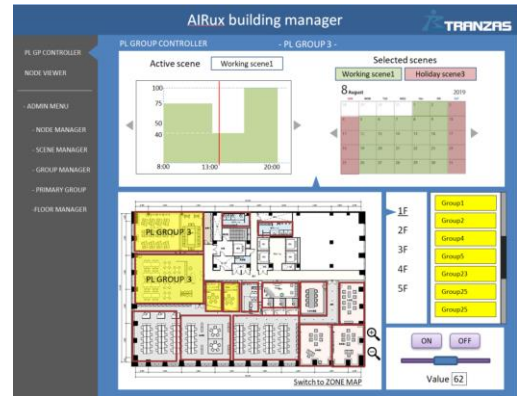 AIRux building manager
TRANZAS
PL GP CONTROLLER
NODE VIEWER
- ADMIN MENU
- NODE MANAGER
- SCENE MANAGER
- GROUP MANAGER
- PRIMARY GROUP
-FLOOR MANAGER
PL GROUP CONTROLLER
- PL GROUP 3 -
Active scene
Working scene1
100
75
50
40
8:00
13:00
20:00
Selected scenes
Working scene1
Holiday scene3
8 August
2019
PL GROUP 3
PL GROUP 3
Switch to ZONE MAP
1F
2F
3F
4F
5F
Group1
Group2
Group4
Group5
Group23
Group25
Group25
ON
OFF
Value 62